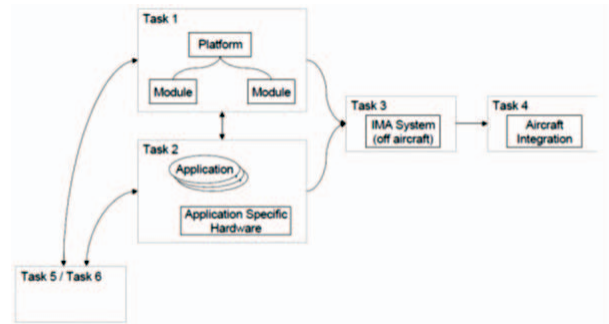 Task 1
Platform
Module
Module
Task 2
Application
Application Specific
Hardware
Task 3
IMA System
(off aircraft)
Task 4
Aircraft
Integration
Task 5 / Task 6